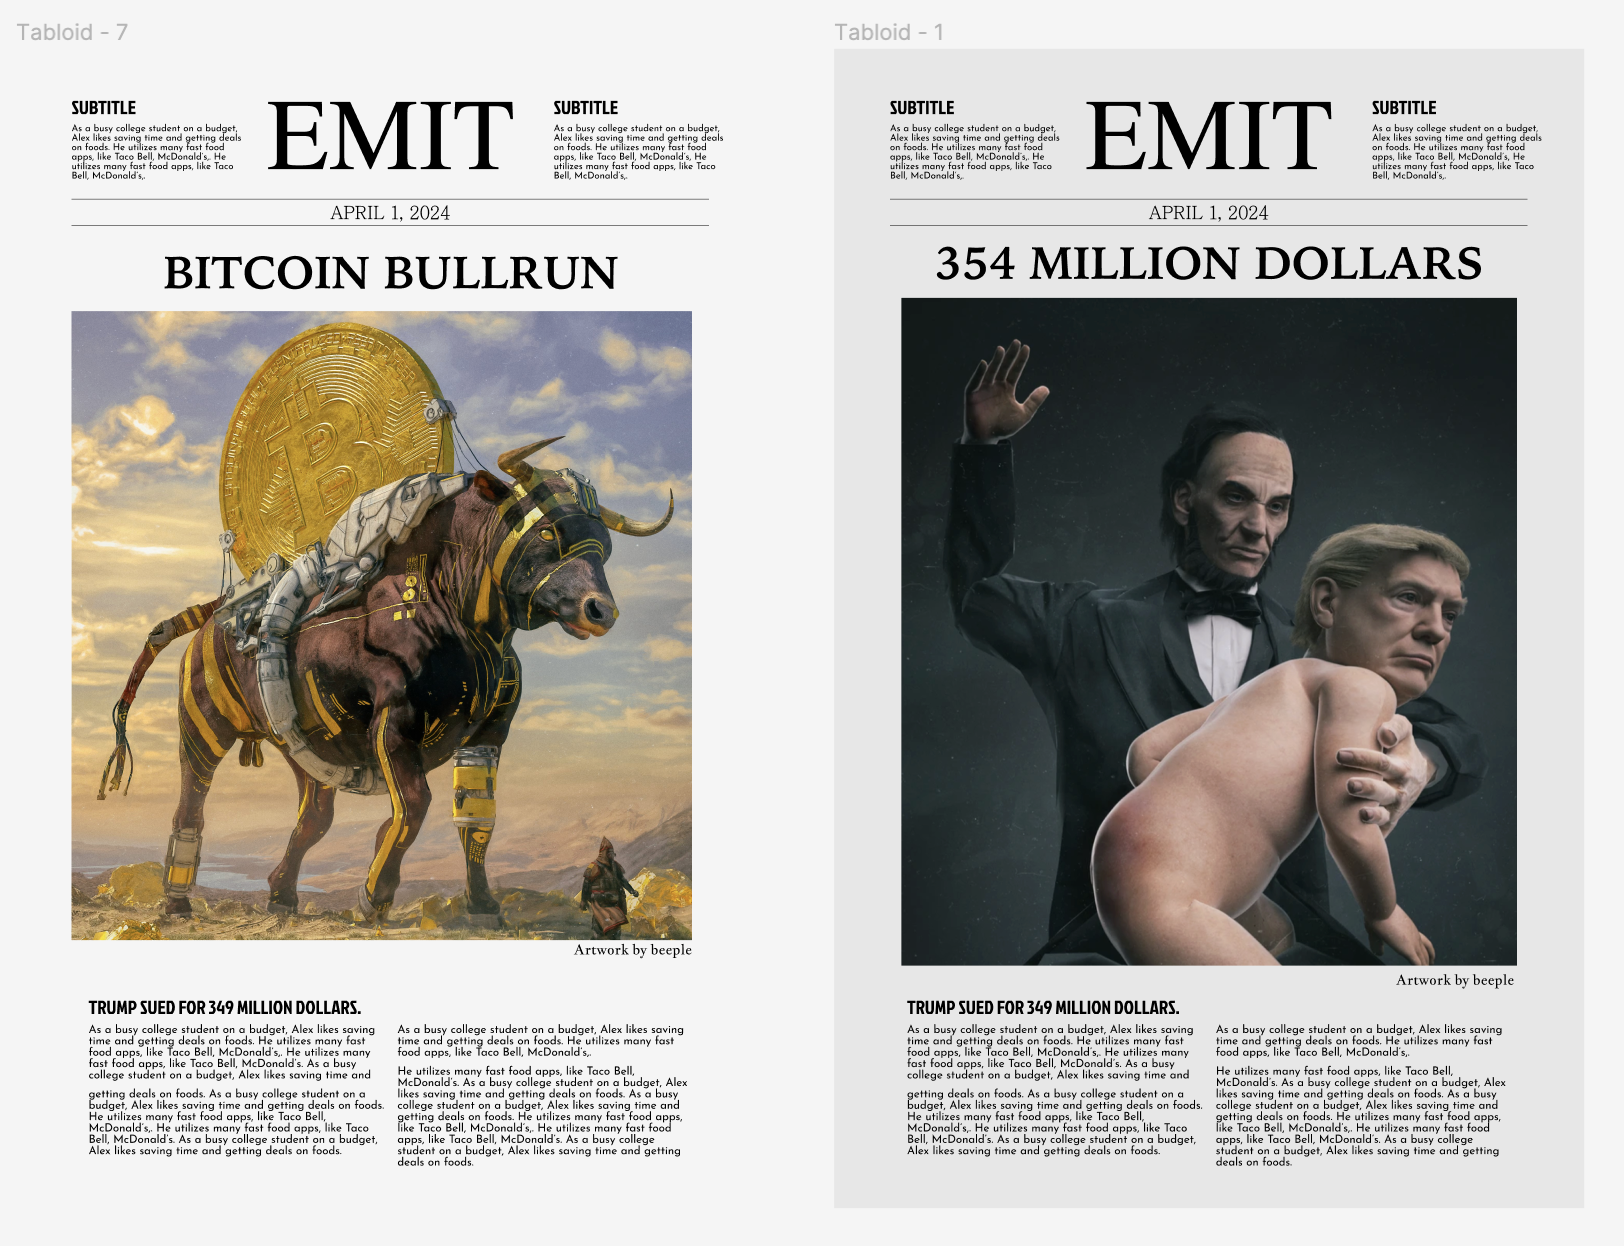 Tabloid - 7
SUBTITLE
As a busy college student on a budget,
Alex likes saving time and getting deals
on foods. He utilizes many fast food
apps, like Taco Bell, McDonald's,. He
utilizes many fast food apps, like Taco
Bell, McDonald's,.
EMIT
SUBTITLE
As a busy college student on a budget,
Alex likes saving time and getting deals
on foods. He utilizes many fast food
apps, like Taco Bell, McDonald's, He
utilizes many fast food apps, like Taco
Bell, McDonald's,.
APRIL 1, 2024
BITCOIN BULLRUN
Artwork by beeple
TRUMP SUED FOR 349 MILLION DOLLARS.
As a busy college student on a budget, Alex likes saving
time and getting deals on foods. He utilizes many fast
food apps, like Taco Bell, McDonald's,. He utilizes many
fast food apps, like Taco Bell, McDonald's. As a busy
college student on a budget, Alex likes saving time and
getting deals on foods. As a busy college student on a
budget, Alex likes saving time and getting deals on foods.
He utilizes many fast food apps, like Taco Bell,
McDonald's,. He utilizes many fast food apps, like Taco
Bell, McDonald's. As a busy college student on a budget,
Alex likes saving time and getting deals on foods.
As a busy college student on a budget, Alex likes saving
time and getting deals on foods. He utilizes many fast
food apps, like Taco Bell, McDonald's,.
He utilizes many fast food apps, like Taco Bell,
McDonald's. As a busy college student on a budget, Alex
likes saving time and getting deals on foods. As a busy
college student on a budget, Alex likes saving time and
getting deals on foods. He utilizes many fast food apps,
like Taco Bell, McDonald's,. He utilizes many fast food
apps, like Taco Bell, McDonald's. As a busy college
student on a budget, Alex likes saving time and getting
deals on foods.
Tabloid - 1
SUBTITLE
As a busy college student on a budget,
Alex likes saving time and getting deals
on foods. He utilizes many fast food
apps, like Taco Bell, McDonald's,. He
utilizes many fast food apps, like Taco
Bell, McDonald's,.
EMIT
SUBTITLE
As a busy college student on a budget,
Alex likes saving time and getting deals
on foods. He utilizes many fast food
apps, like Taco Bell, McDonald's, He
utilizes many fast food apps, like Taco
Bell, McDonald's,.
APRIL 1, 2024
354 MILLION DOLLARS
Artwork by beeple
TRUMP SUED FOR 349 MILLION DOLLARS.
As a busy college student on a budget, Alex likes saving
time and getting deals on foods. He utilizes many fast
food apps, like Taco Bell, McDonald's,. He utilizes many
fast food apps, like Taco Bell, McDonald's. As a busy
college student on a budget, Alex likes saving time and
getting deals on foods. As a busy college student on a
budget, Alex likes saving time and getting deals on foods.
He utilizes many fast food apps, like Taco Bell,
McDonald's,. He utilizes many fast food apps, like Taco
Bell, McDonald's. As a busy college student on a budget,
Alex likes saving time and getting deals on foods.
As a busy college student on a budget, Alex likes saving
time and getting deals on foods. He utilizes many fast
food apps, like Taco Bell, McDonald's,.
He utilizes many fast food apps, like Taco Bell,
McDonald's. As a busy college student on a budget, Alex
likes saving time and getting deals on foods. As a busy
college student on a budget, Alex likes saving time and
getting deals on foods. He utilizes many fast food apps,
like Taco Bell, McDonald's,. He utilizes many fast food
apps, like Taco Bell, McDonald's. As a busy college
student on a budget, Alex likes saving time and getting
deals on foods.